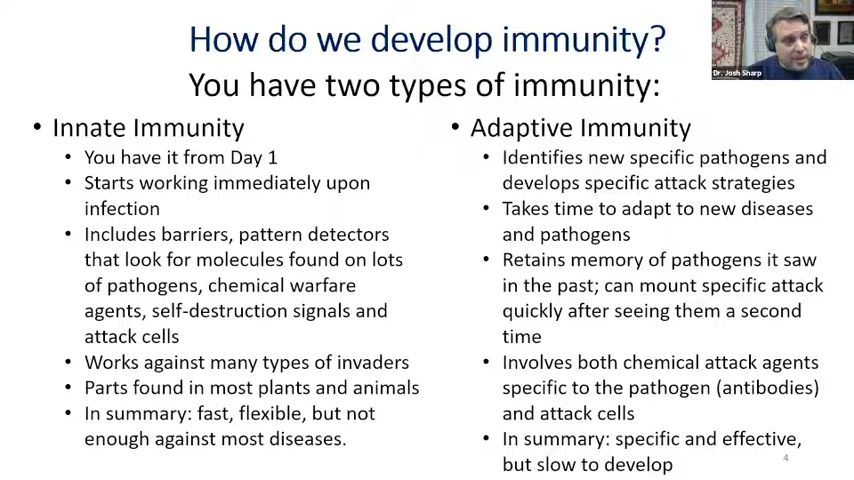 How do we develop immunity?
You have two types of immunity:
• Innate Immunity
• You have it from Day 1
• Starts working immediately upon
infection
• Includes barriers, pattern detectors
that look for molecules found on lots
of pathogens, chemical warfare
agents, self-destruction signals and
attack cells
• Works against many types of invaders
• Parts found in most plants and animals
• In summary: fast, flexible, but not
enough against most diseases.
• Adaptive Immunity
• Identifies new specific pathogens and
develops specific attack strategies
• Takes time to adapt to new diseases
and pathogens
• Retains memory of pathogens it saw
in the past; can mount specific attack
quickly after seeing them a second
time
• Involves both chemical attack agents
specific to the pathogen (antibodies)
and attack cells
• In summary: specific and effective,
but slow to develop
4
Dr. Josh Sharp